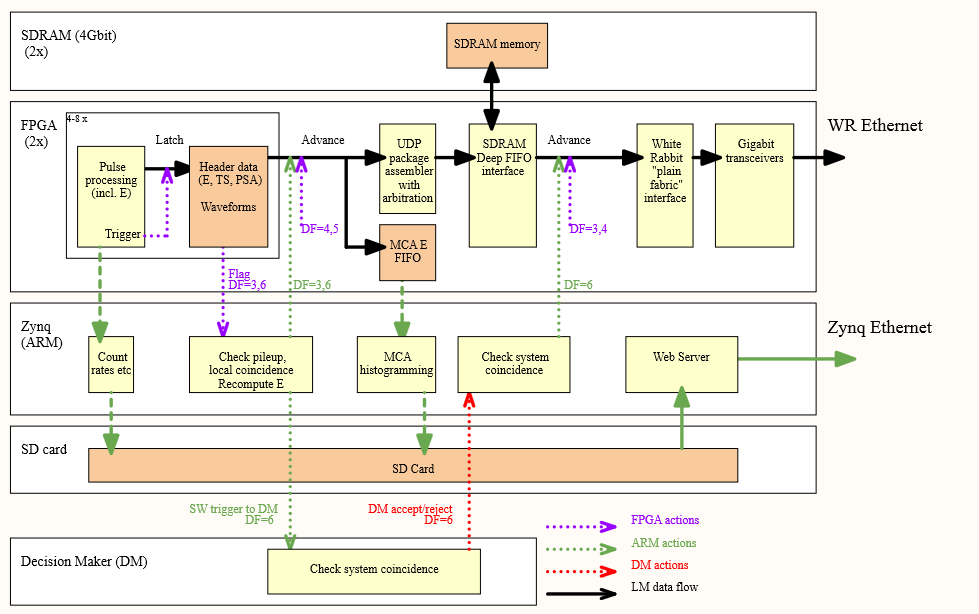 SDRAM (4Gbit)
(2x)
SDRAM memory
FPGA
(2x)
4-8 x
Latch
Pulse
processing
(incl. E)
Trigger
Header data
(E, TS, PSA)
Waveforms
Advance
UDP
package
assembler
with
arbitration
SDRAM
Deep FIFO
interface
Advance
White
Rabbit
"plain
fabric"
interface
Gigabit
transceivers
WR Ethernet
DF=4,5
MCA E
FIFO
DF=3,4
Flag
DF=3,6
DF=3,6
DF=6
Zynq
(ARM)
Count
rates etc
Check pileup,
local coincidence
Recompute E
MCA
histogramming
Check system
coincidence
Web Server
Zynq Ethernet
SD card
SD Card
SW trigger to DM
DF=6
DM accept/reject
DF=6
Decision Maker (DM)
Check system coincidence
FPGA actions
ARM actions
DM actions
LM data flow